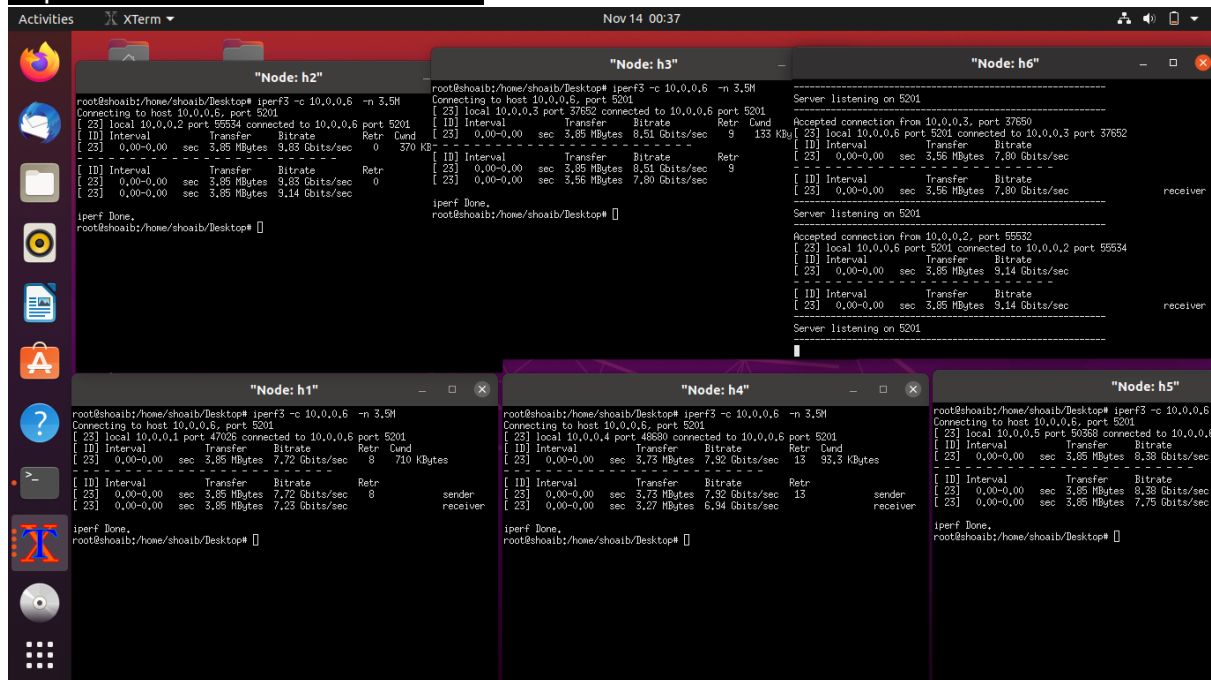 Activities XTerm Nov 14 00:37
"Node: h2"
root@shoaib:/home/shoaib/Desktop# iperf3 -c 10.0.0.6 -n 3.5M
Connecting to host 10.0.0.6, port 5201
[ 23] local 10.0.0.2 port 55534 connected to 10.0.0.6 port 5201
[ ID] Interval Transfer Bitrate Retr Cwnd
[ 23] 0.00-0.00 sec 3.85 MBytes 9.83 Gbits/sec 0 370 KB
- - - - - - - - - - - - - - - - - - - - - - - - -
[ ID] Interval Transfer Bitrate Retr
[ 23] 0.00-0.00 sec 3.85 MBytes 9.83 Gbits/sec 0
[ 23] 0.00-0.00 sec 3.85 MBytes 9.14 Gbits/sec
iperf Done.
root@shoaib:/home/shoaib/Desktop#
"Node: h3"
root@shoaib:/home/shoaib/Desktop# iperf3 -c 10.0.0.6 -n 3.5M
Connecting to host 10.0.0.6, port 5201
[ 23] local 10.0.0.3 port 37652 connected to 10.0.0.6 port 5201
[ ID] Interval Transfer Bitrate Retr Cwnd
[ 23] 0.00-0.00 sec 3.85 MBytes 8.51 Gbits/sec 9 133 KBy
- - - - - - - - - - - - - - - - - - - - - - - - -
[ ID] Interval Transfer Bitrate Retr
[ 23] 0.00-0.00 sec 3.85 MBytes 8.51 Gbits/sec 9
[ 23] 0.00-0.00 sec 3.56 MBytes 7.80 Gbits/sec
iperf Done.
root@shoaib:/home/shoaib/Desktop#
"Node: h6"
-----------------------------------------------------------
Server listening on 5201
-----------------------------------------------------------
Accepted connection from 10.0.0.3, port 37650
[ 23] local 10.0.0.6 port 5201 connected to 10.0.0.3 port 37652
[ ID] Interval Transfer Bitrate
[ 23] 0.00-0.00 sec 3.56 MBytes 7.80 Gbits/sec
- - - - - - - - - - - - - - - - - - - - - - - - -
[ ID] Interval Transfer Bitrate
[ 23] 0.00-0.00 sec 3.56 MBytes 7.80 Gbits/sec receiver
-----------------------------------------------------------
Server listening on 5201
-----------------------------------------------------------
Accepted connection from 10.0.0.2, port 55532
[ 23] local 10.0.0.6 port 5201 connected to 10.0.0.2 port 55534
[ ID] Interval Transfer Bitrate
[ 23] 0.00-0.00 sec 3.85 MBytes 9.14 Gbits/sec
- - - - - - - - - - - - - - - - - - - - - - - - -
[ ID] Interval Transfer Bitrate
[ 23] 0.00-0.00 sec 3.85 MBytes 9.14 Gbits/sec receiver
-----------------------------------------------------------
Server listening on 5201
-----------------------------------------------------------
"Node: h1"
root@shoaib:/home/shoaib/Desktop# iperf3 -c 10.0.0.6 -n 3.5M
Connecting to host 10.0.0.6, port 5201
[ 23] local 10.0.0.1 port 47026 connected to 10.0.0.6 port 5201
[ ID] Interval Transfer Bitrate Retr Cwnd
[ 23] 0.00-0.00 sec 3.85 MBytes 7.72 Gbits/sec 8 710 KBytes
- - - - - - - - - - - - - - - - - - - - - - - - -
[ ID] Interval Transfer Bitrate Retr
[ 23] 0.00-0.00 sec 3.85 MBytes 7.72 Gbits/sec 8 sender
[ 23] 0.00-0.00 sec 3.85 MBytes 7.23 Gbits/sec receiver
iperf Done.
root@shoaib:/home/shoaib/Desktop#
"Node: h4"
root@shoaib:/home/shoaib/Desktop# iperf3 -c 10.0.0.6 -n 3.5M
Connecting to host 10.0.0.6, port 5201
[ 23] local 10.0.0.4 port 48680 connected to 10.0.0.6 port 5201
[ ID] Interval Transfer Bitrate Retr Cwnd
[ 23] 0.00-0.00 sec 3.73 MBytes 7.92 Gbits/sec 13 93.3 KBytes
- - - - - - - - - - - - - - - - - - - - - - - - -
[ ID] Interval Transfer Bitrate Retr
[ 23] 0.00-0.00 sec 3.73 MBytes 7.92 Gbits/sec 13 sender
[ 23] 0.00-0.00 sec 3.27 MBytes 6.94 Gbits/sec receiver
iperf Done.
root@shoaib:/home/shoaib/Desktop#
"Node: h5"
root@shoaib:/home/shoaib/Desktop# iperf3 -c 10.0.0.6
Connecting to host 10.0.0.6, port 5201
[ 23] local 10.0.0.5 port 50368 connected to 10.0.0.
[ ID] Interval Transfer Bitrate
[ 23] 0.00-0.00 sec 3.85 MBytes 8.38 Gbits/sec
- - - - - - - - - - - - - - - - - - - - -
[ ID] Interval Transfer Bitrate
[ 23] 0.00-0.00 sec 3.85 MBytes 8.38 Gbits/sec
[ 23] 0.00-0.00 sec 3.85 MBytes 7.75 Gbits/sec
iperf Done.
root@shoaib:/home/shoaib/Desktop#